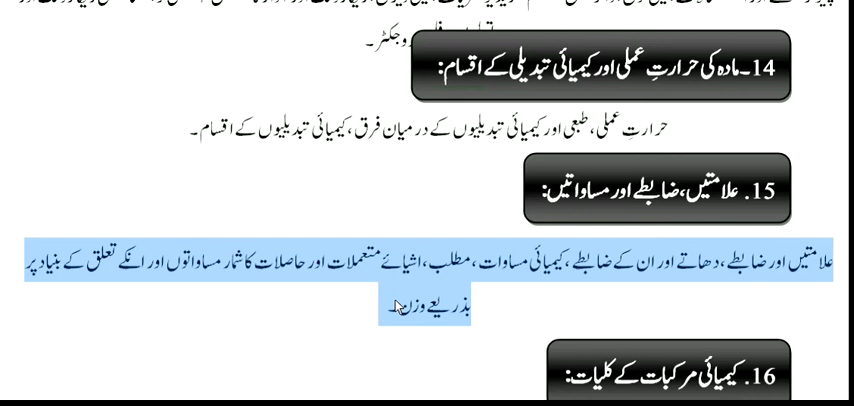 روجکٹر۔
14۔مادہ کی حرارتِ عملی اور کیمیائی تبدیلی کے اقسام:
حرارتِ عملی،طبعی اور کیمیائی تبدیلیوں کے درمیان فرق،کیمیائی تبدیلیوں کے اقسام۔
15. علامتیں،ضابطے اور مساواتیں:
علامتیں اور ضابطے،دھاتے اور ان کے ضابطے،کیمیائی مساوات،مطلب،اشیائے متعملات اور حاصلات کا شمار مساواتوں اور انکے تعلق کے بنیاد پر
بذریعے وزن۔
16. کیمیائی مرکبات کے کلیات: